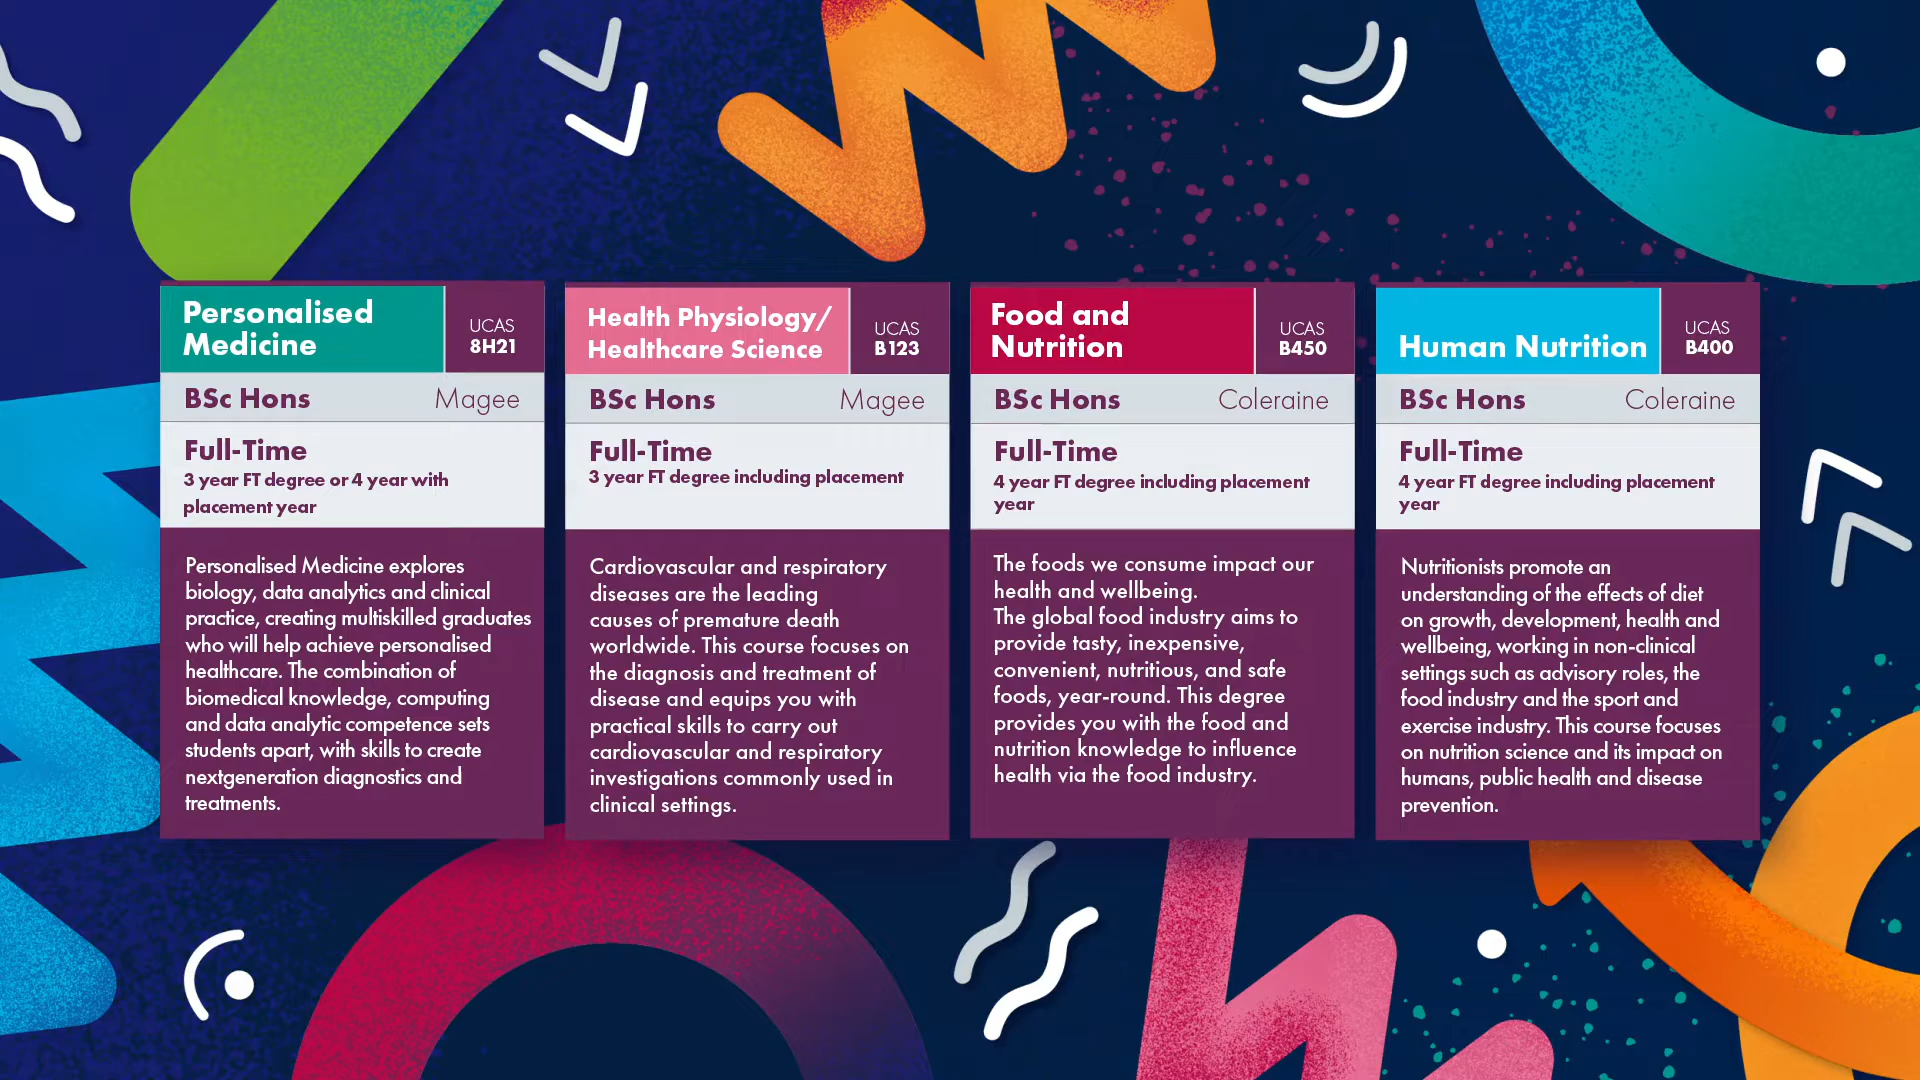 Personalised
Medicine
UCAS
8H21
BSc Hons
Magee
Full-Time
3 year FT degree or 4 year with
placement year
Personalised Medicine explores
biology, data analytics and clinical
practice, creating multiskilled graduates
who will help achieve personalised
healthcare. The combination of
biomedical knowledge, computing
and data analytic competence sets
students apart, with skills to create
nextgeneration diagnostics and
treatments.
Health Physiology/
Healthcare Science
UCAS
B123
BSc Hons
Magee
Full-Time
3 year FT degree including placement
Cardiovascular and respiratory
diseases are the leading
causes of premature death
worldwide. This course focuses on
the diagnosis and treatment of
disease and equips you with
practical skills to carry out
cardiovascular and respiratory
investigations commonly used in
clinical settings.
Food and
Nutrition
UCAS
B450
BSc Hons
Coleraine
Full-Time
4 year FT degree including placement
year
The foods we consume impact our
health and wellbeing.
The global food industry aims to
provide tasty, inexpensive,
convenient, nutritious, and safe
foods, year-round. This degree
provides you with the food and
nutrition knowledge to influence
health via the food industry.
Human Nutrition
UCAS
B400
BSc Hons
Coleraine
Full-Time
4 year FT degree including placement
year
Nutritionists promote an
understanding of the effects of diet
on growth, development, health and
wellbeing, working in non-clinical
settings such as advisory roles, the
food industry and the sport and
exercise industry. This course focuses
on nutrition science and its impact on
humans, public health and disease
prevention.